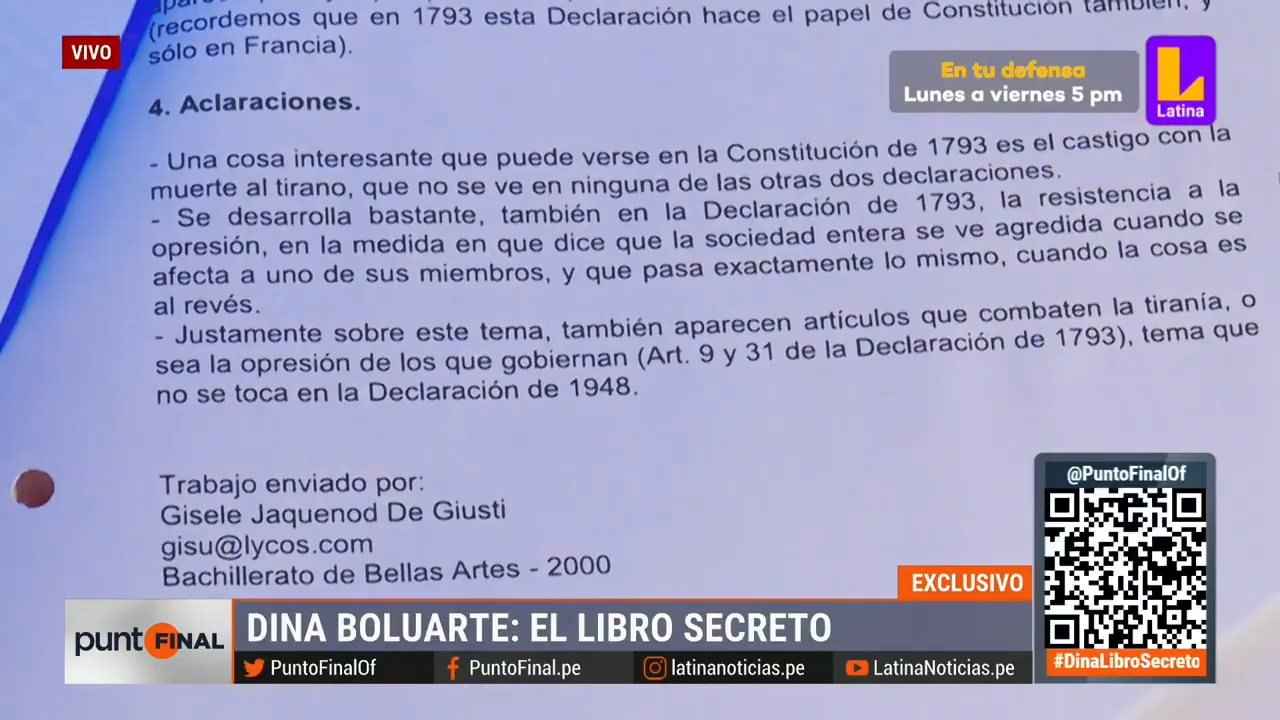 (recordemos que en 1793 esta Declaración hace el papel de Constitución también, y
sólo en Francia).
VIVO
En tu defensa
Lunes a viernes 5 pm
Latina
4. Aclaraciones.
- Una cosa interesante que puede verse en la Constitución de 1793 es el castigo con la
muerte al tirano, que no se ve en ninguna de las otras dos declaraciones.
- Se desarrolla bastante, también en la Declaración de 1793, la resistencia a la
opresión, en la medida en que dice que la sociedad entera se ve agredida cuando se
afecta a uno de sus miembros, y que pasa exactamente lo mismo, cuando la cosa es
al revés.
- Justamente sobre este tema, también aparecen artículos que combaten la tiranía, o
sea la opresión de los que gobiernan (Art. 9 y 31 de la Declaración de 1793), tema que
no se toca en la Declaración de 1948.
Trabajo enviado por:
Gisele Jaquenod De Giusti
gisu@lycos.com
Bachillerato de Bellas Artes - 2000
@PuntoFinalOf
#DinaLibroSecreto
EXCLUSIVO
punto FINAL
DINA BOLUARTE: EL LIBRO SECRETO
PuntoFinalOf
PuntoFinal.pe
latinanoticias.pe
LatinaNoticias.pe